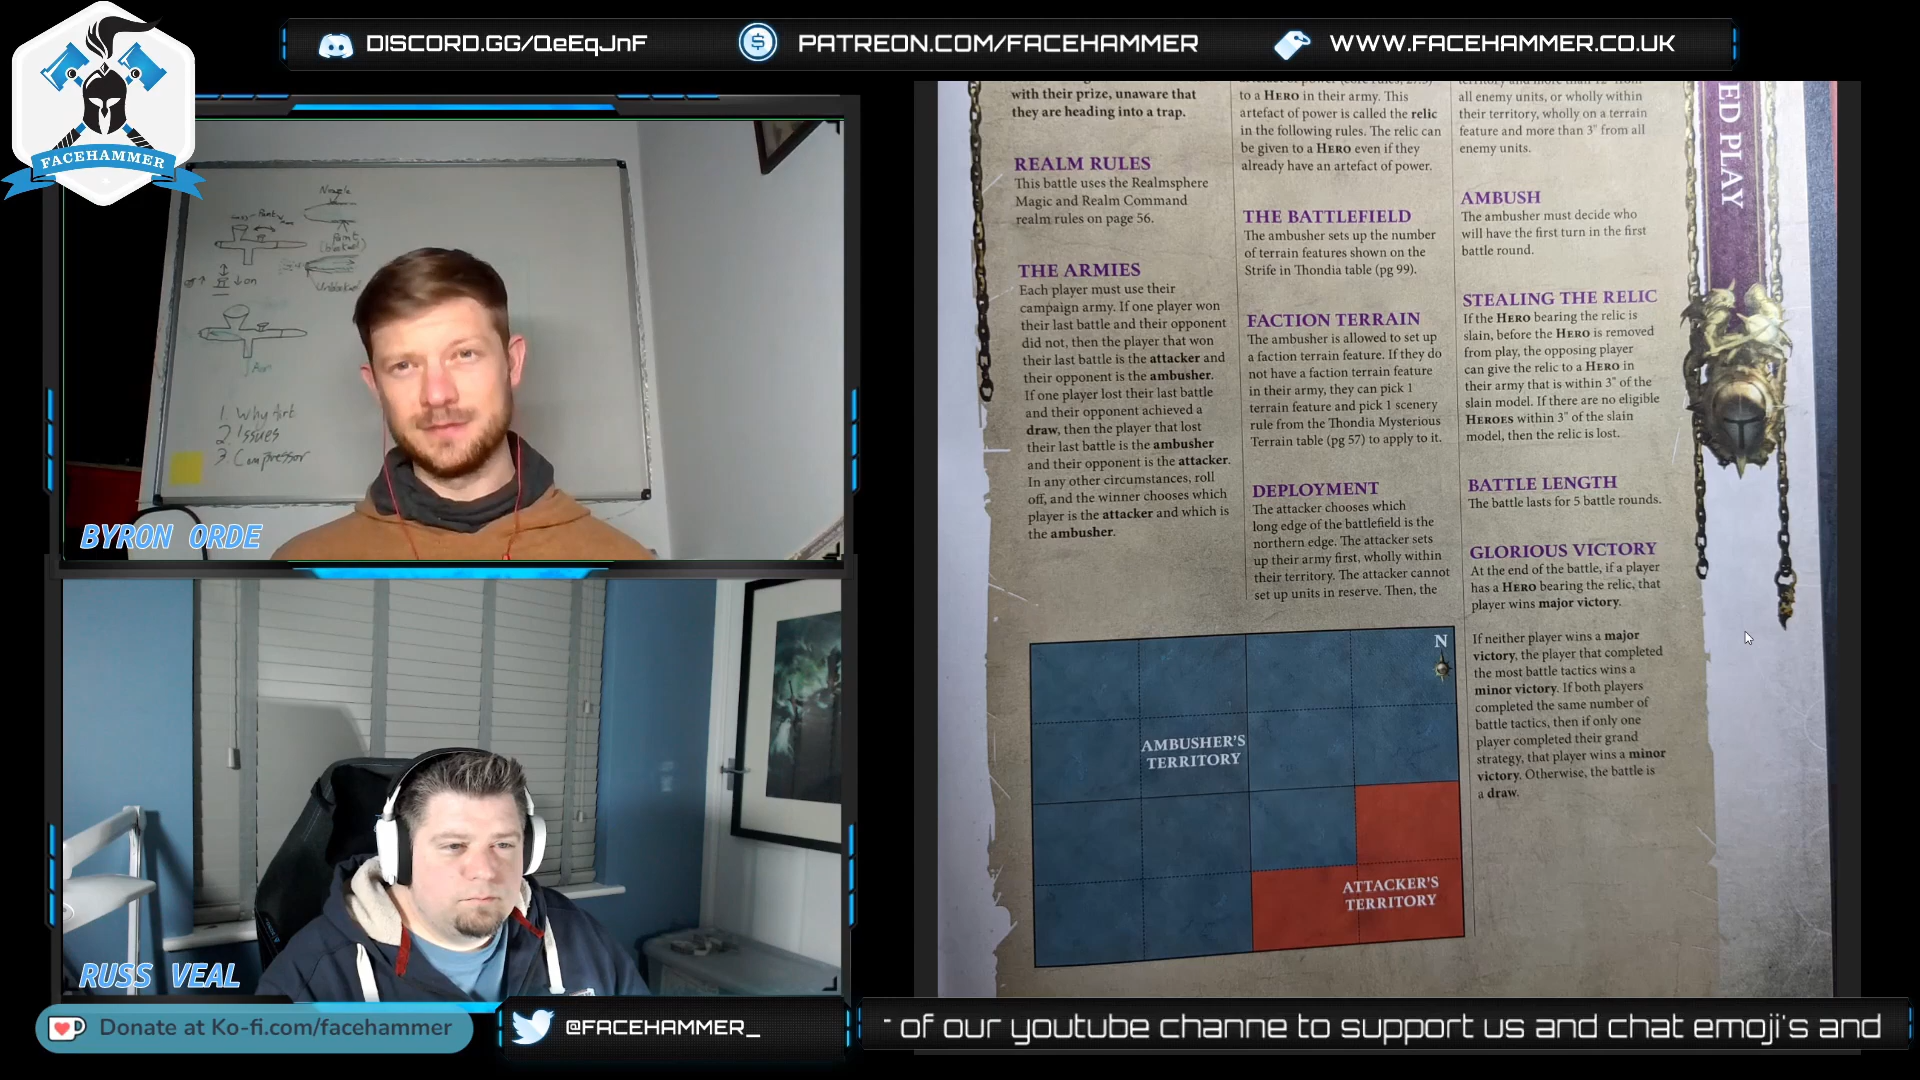 DISCORD.GG/QeEqJnF
PATREON.COM/FACEHAMMER
WWW.FACEHAMMER.CO.UK
FACEHAMMER
1. Why Airb
2 Issues
3. Compressor
BYRON ORDE
RUSS VEAL
with their prize, unaware that
they are heading into a trap.
REALM RULES
This battle uses the Realmsphere
Magic and Realm Command
realm rules on page 56.
THE ARMIES
Each player must use their
campaign army. If one player won
their last battle and their opponent
did not, then the player that won
their last battle is the attacker and
their opponent is the ambusher.
If one player lost their last battle
and their opponent achieved a
draw, then the player that lost
their last battle is the ambusher
and their opponent is the attacker.
In any other circumstances, roll
off, and the winner chooses which
player is the attacker and which is
the ambusher.
to a HERO in their army. This
artefact of power is called the relic
in the following rules. The relic can
be given to a HERO even if they
already have an artefact of power.
THE BATTLEFIELD
The ambusher sets up the number
of terrain features shown on the
Strife in Thondia table (pg 99).
FACTION TERRAIN
The ambusher is allowed to set up
a faction terrain feature. If they do
not have a faction terrain feature
in their army, they can pick 1
terrain feature and pick 1 scenery
rule from the Thondia Mysterious
Terrain table (pg 57) to apply to it.
DEPLOYMENT
The attacker chooses which
long edge of the battlefield is the
northern edge. The attacker sets
up their army first, wholly within
their territory. The attacker cannot
set up units in reserve. Then, the
territory and more than 12" from
all enemy units, or wholly within
their territory, wholly on a terrain
feature and more than 3" from all
enemy units.
AMBUSH
The ambusher must decide who
will have the first turn in the first
battle round.
STEALING THE RELIC
If the HERO bearing the relic is
slain, before the HERO is removed
from play, the opposing player
can give the relic to a HERO in
their army that is within 3" of the
slain model. If there are no eligible
HEROES within 3" of the slain
model, then the relic is lost.
BATTLE LENGTH
The battle lasts for 5 battle rounds.
GLORIOUS VICTORY
At the end of the battle, if a player
has a HERO bearing the relic, that
player wins major victory.
If neither player wins a major
victory, the player that completed
the most battle tactics wins a
minor victory. If both players
completed the same number of
battle tactics, then if only one
player completed their grand
strategy, that player wins a minor
victory. Otherwise, the battle is
a draw.
ED PLAY
N
AMBUSHER'S
TERRITORY
ATTACKER'S
TERRITORY
Donate at Ko-fi.com/facehammer
@FACEHAMMER_
- of our youtube channe to support us and chat emoji's and